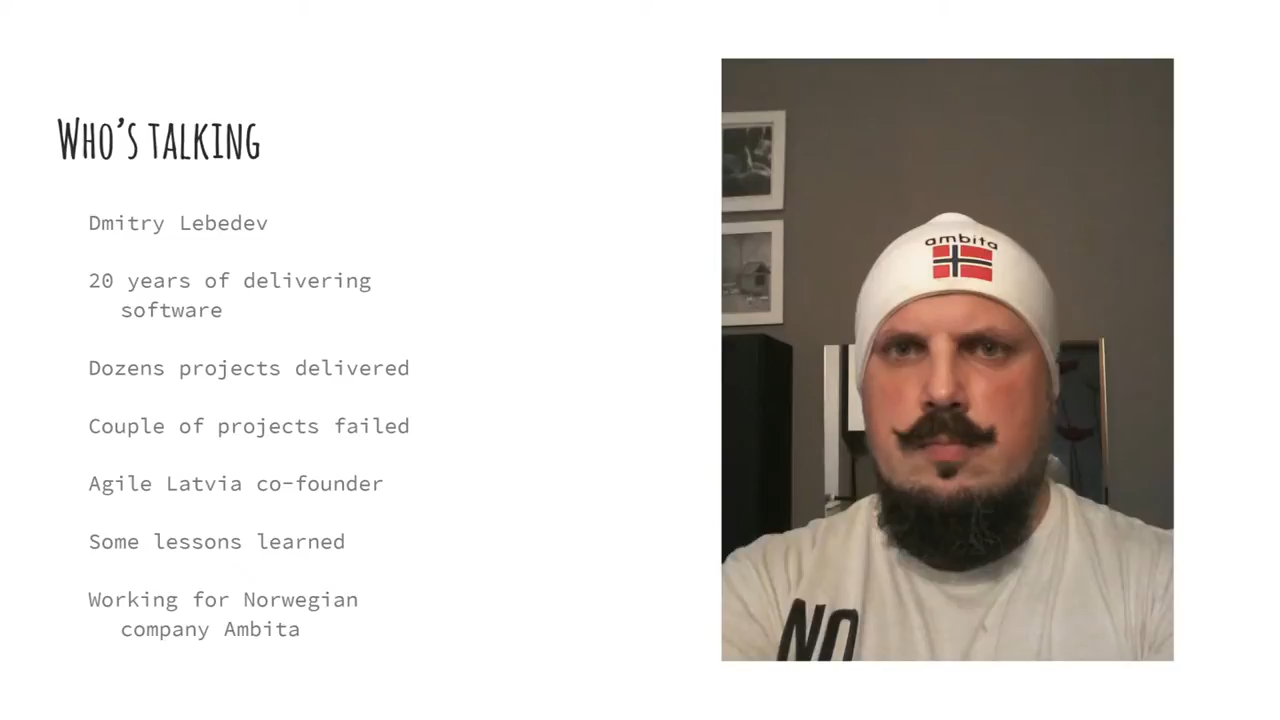 Who's talking
Dmitry Lebedev
20 years of delivering
software
Dozens projects delivered
Couple of projects failed
Agile Latvia co-founder
Some lessons learned
Working for Norwegian
company Ambita
ambita
NO